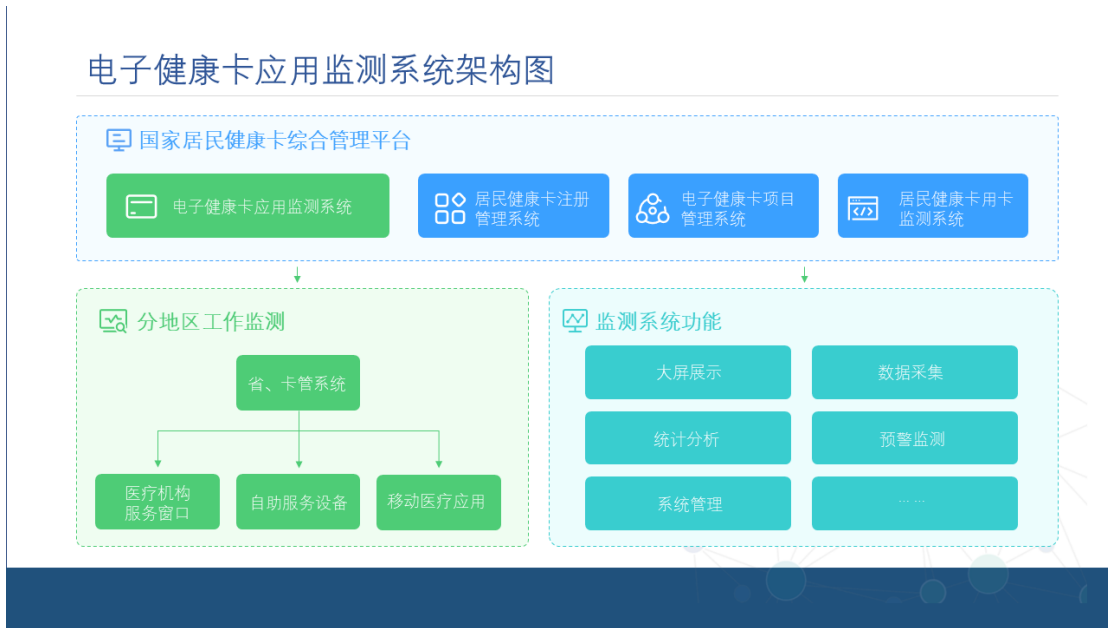 电子健康卡应用监测系统架构图
国家居民健康卡综合管理平台
电子健康卡应用监测系统
居民健康卡注册
管理系统
电子健康卡项目
管理系统
居民健康卡用卡
监测系统
分地区工作监测
省、卡管系统
医疗机构
服务窗口
自助服务设备
移动医疗应用
监测系统功能
大屏展示
数据采集
统计分析
预警监测
系统管理
… …